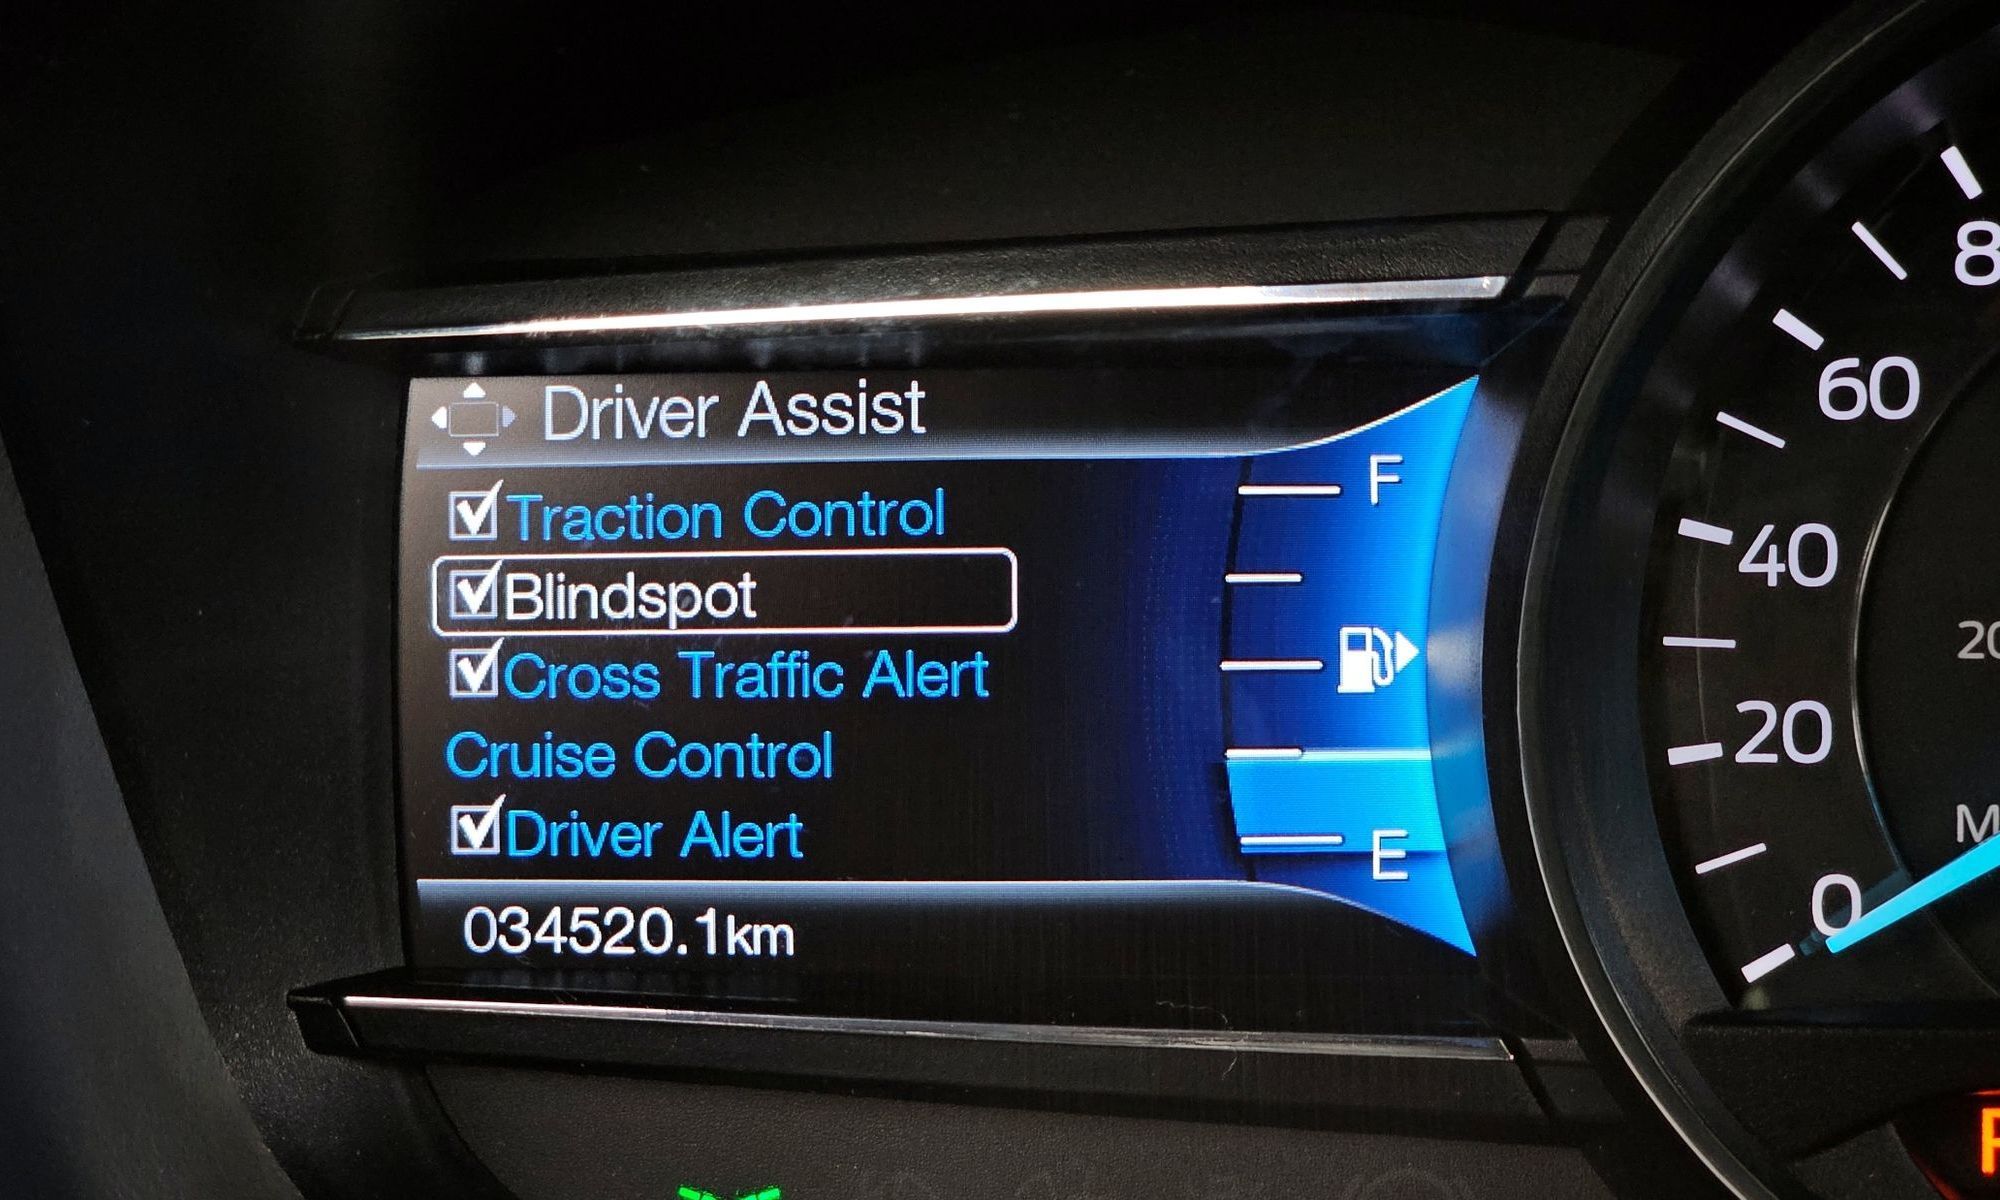 Driver Assist
Traction Control
Blindspot
Cross Traffic Alert
Cruise Control
Driver Alert
034520.1km
F
E
60
40
20
0